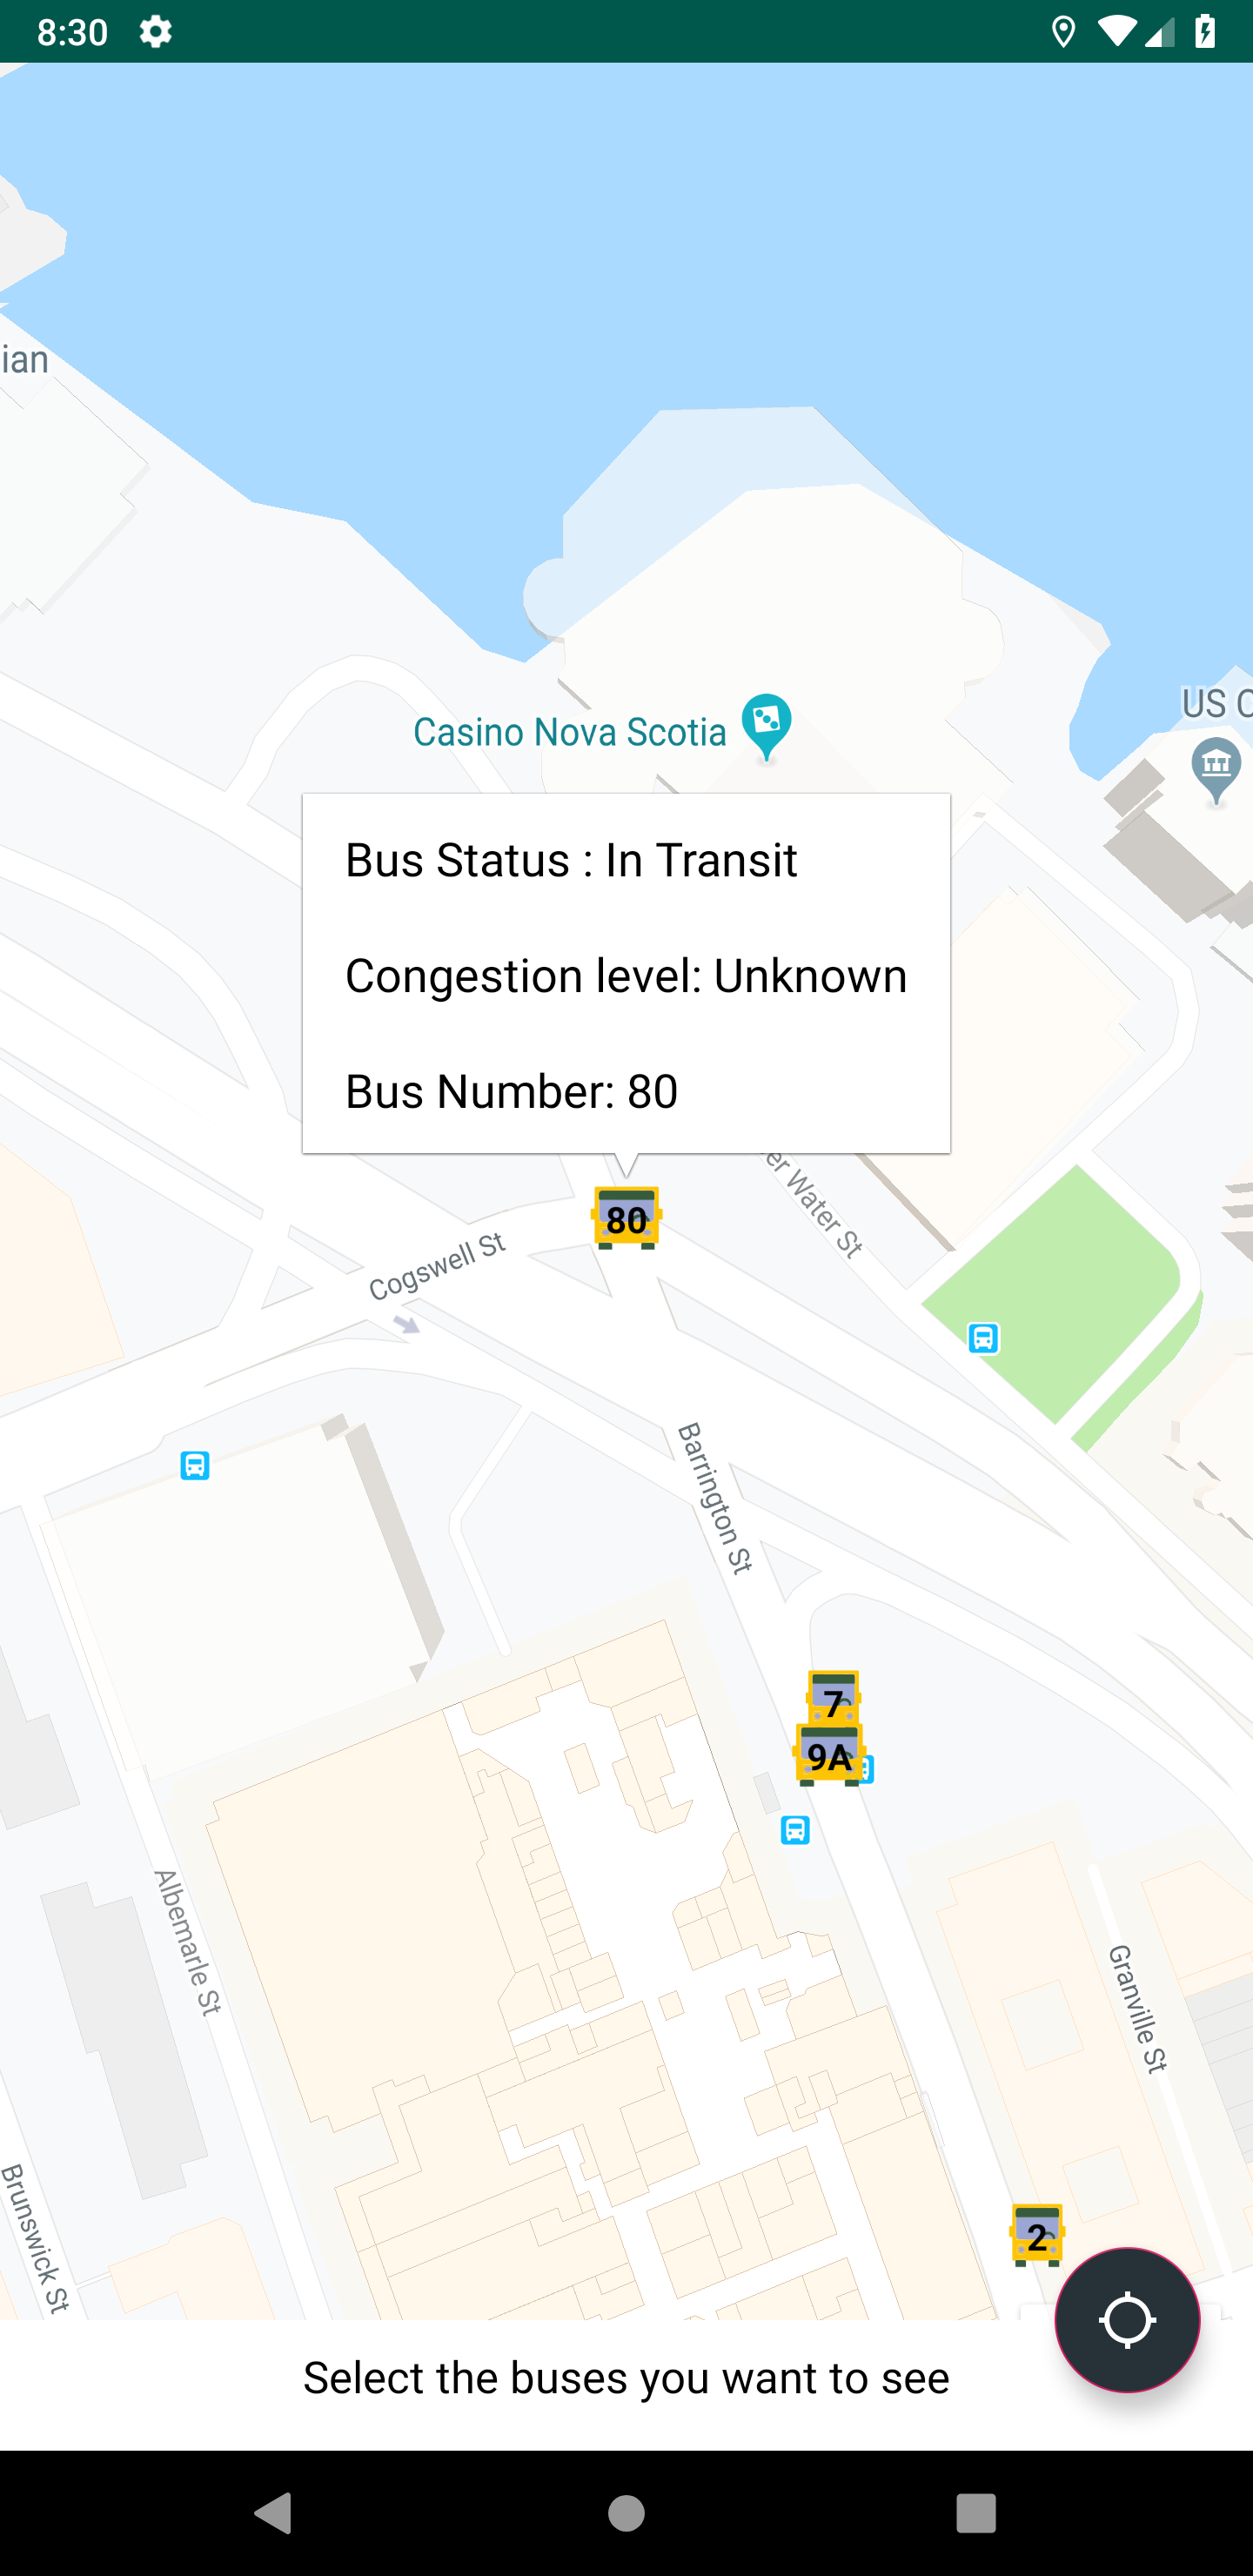 8:30
ian
US C
Casino Nova Scotia
Bus Status : In Transit
Congestion level: Unknown
Bus Number: 80
er Water St
80
Cogswell St
Barrington St
7
9A
Albemarle St
Granville St
Brunswick St
2
Select the buses you want to see